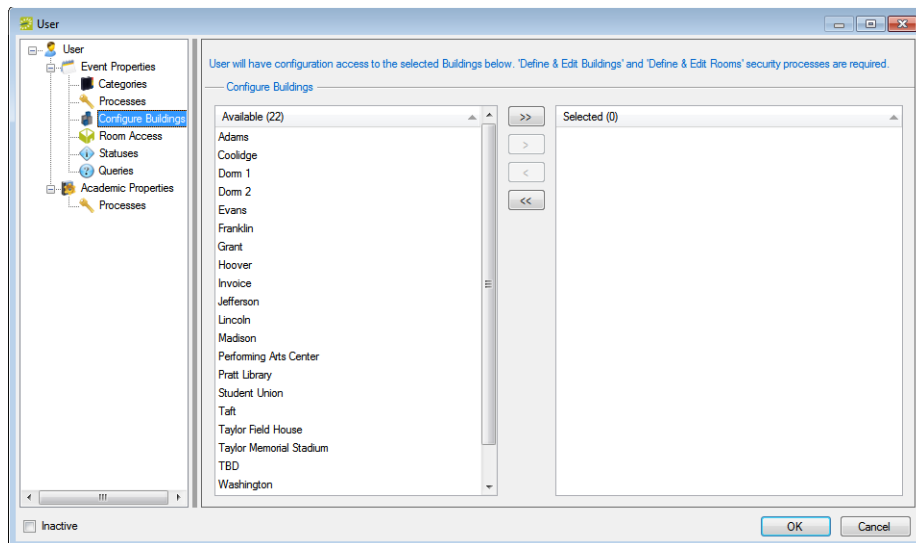 User
User
Event Properties
Categories
Processes
Configure Buildings
Room Access
Statuses
Queries
Academic Properties
Processes
User will have configuration access to the selected Buildings below. 'Define & Edit Buildings' and 'Define & Edit Rooms' security processes are required.
Configure Buildings
Available (22)
Adams
Coolidge
Dorm 1
Dorm 2
Evans
Franklin
Grant
Hoover
Invoice
Jefferson
Lincoln
Madison
Performing Arts Center
Pratt Library
Student Union
Taft
Taylor Field House
Taylor Memorial Stadium
TBD
Washington
>>
>
<
<<
Selected (0)
Inactive
OK
Cancel